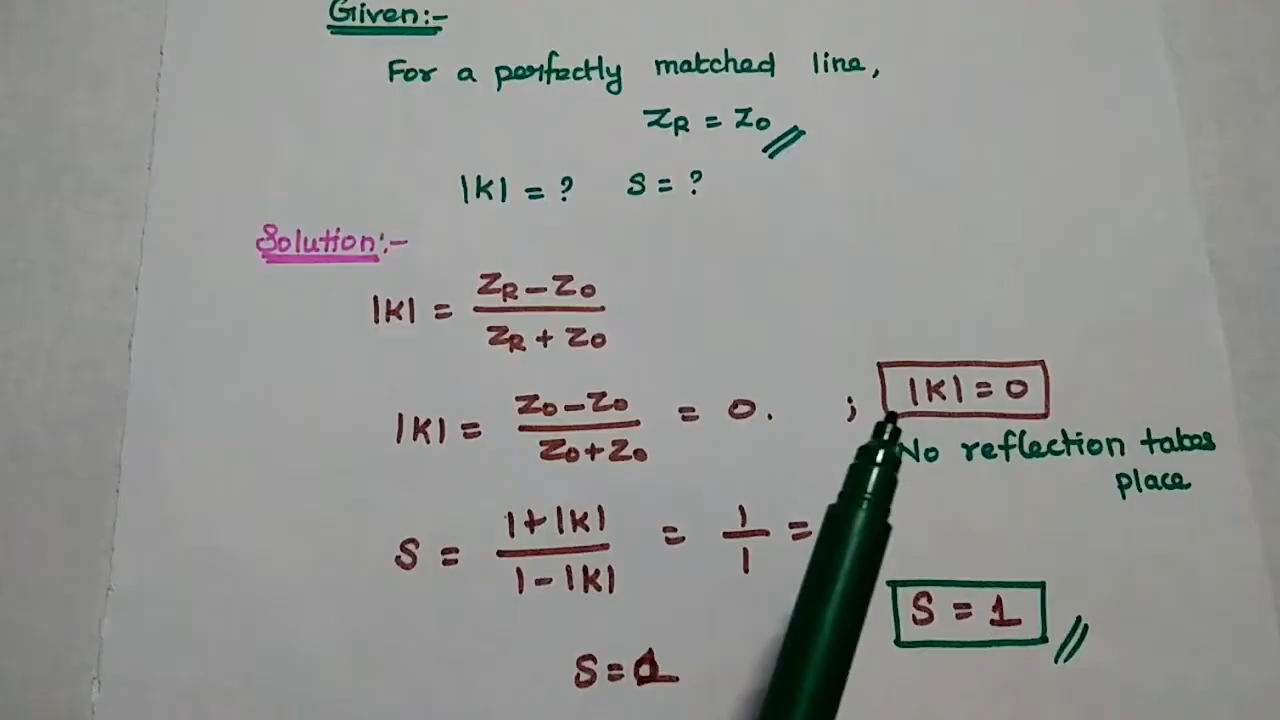 Given:-
For a perfectly matched line,
ZR = Z0
|K| = ? S = ?
Solution:-
|K| = ZR - Z0 / ZR + Z0
|K| = Z0 - Z0 / Z0 + Z0 = 0. ; |K| = 0
No reflection takes
place
S = 1 + |K| / 1 - |K| = 1 / 1 =
S = 1
S = 1